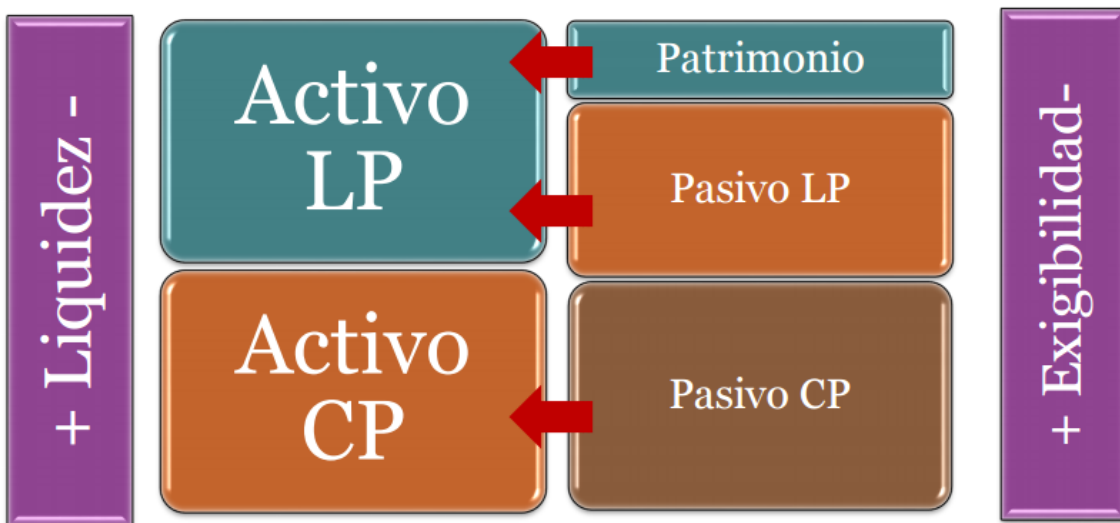 + Liquidez -
Activo
LP
Activo
CP
Patrimonio
Pasivo LP
Pasivo CP
+ Exigibilidad-